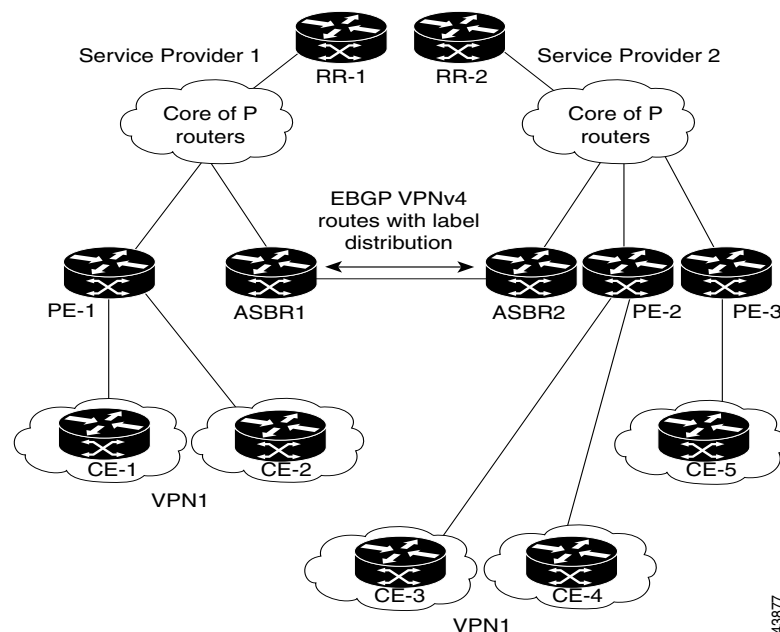 Service Provider 1
RR-1
RR-2
Service Provider 2
Core of P
routers
Core of P
routers
EBGP VPNv4
routes with label
distribution
PE-1
ASBR1
ASBR2
PE-2
PE-3
CE-1
CE-2
CE-5
VPN1
CE-3
CE-4
VPN1
43877